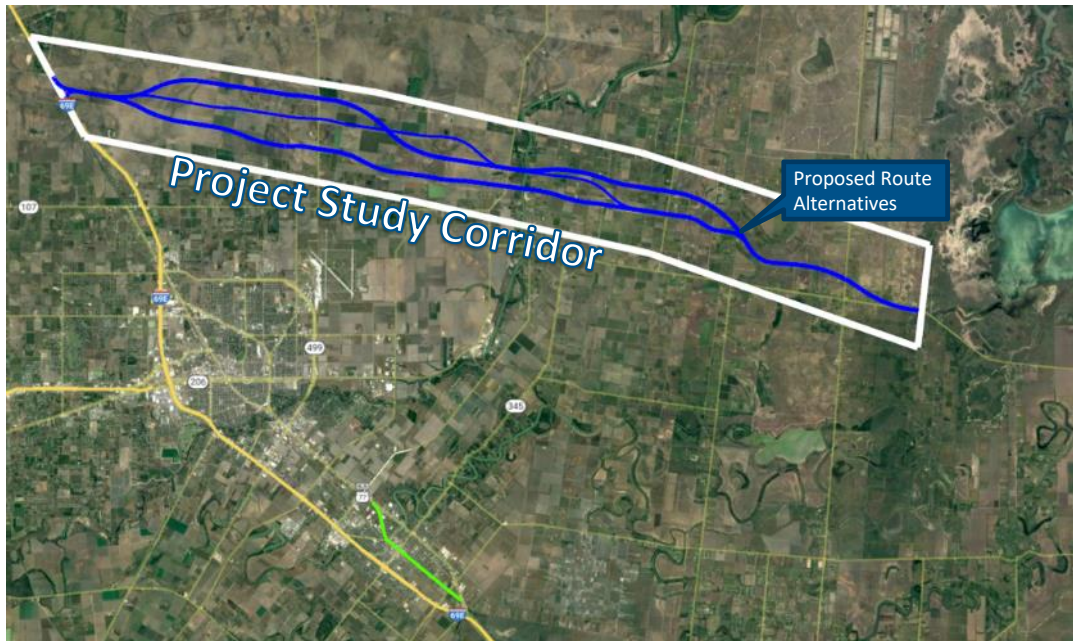 69E
107
Project Study Corridor
Proposed Route
Alternatives
69E
499
206
345
77
69E